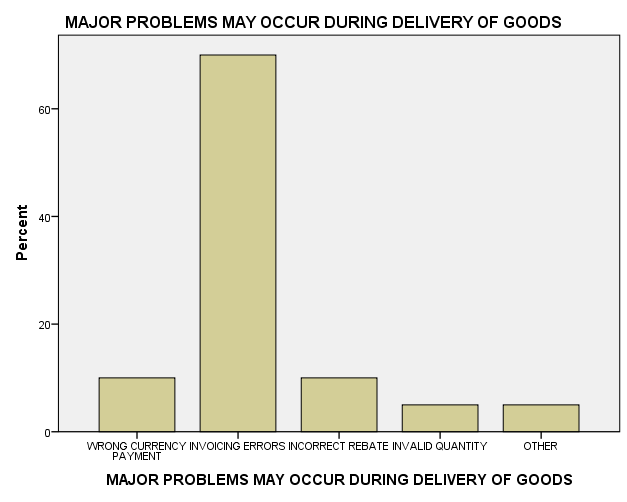 MAJOR PROBLEMS MAY OCCUR DURING DELIVERY OF GOODS
Percent
60
40
20
0
WRONG CURRENCY PAYMENT
INVOICING ERRORS
INCORRECT REBATE
INVALID QUANTITY
OTHER
MAJOR PROBLEMS MAY OCCUR DURING DELIVERY OF GOODS